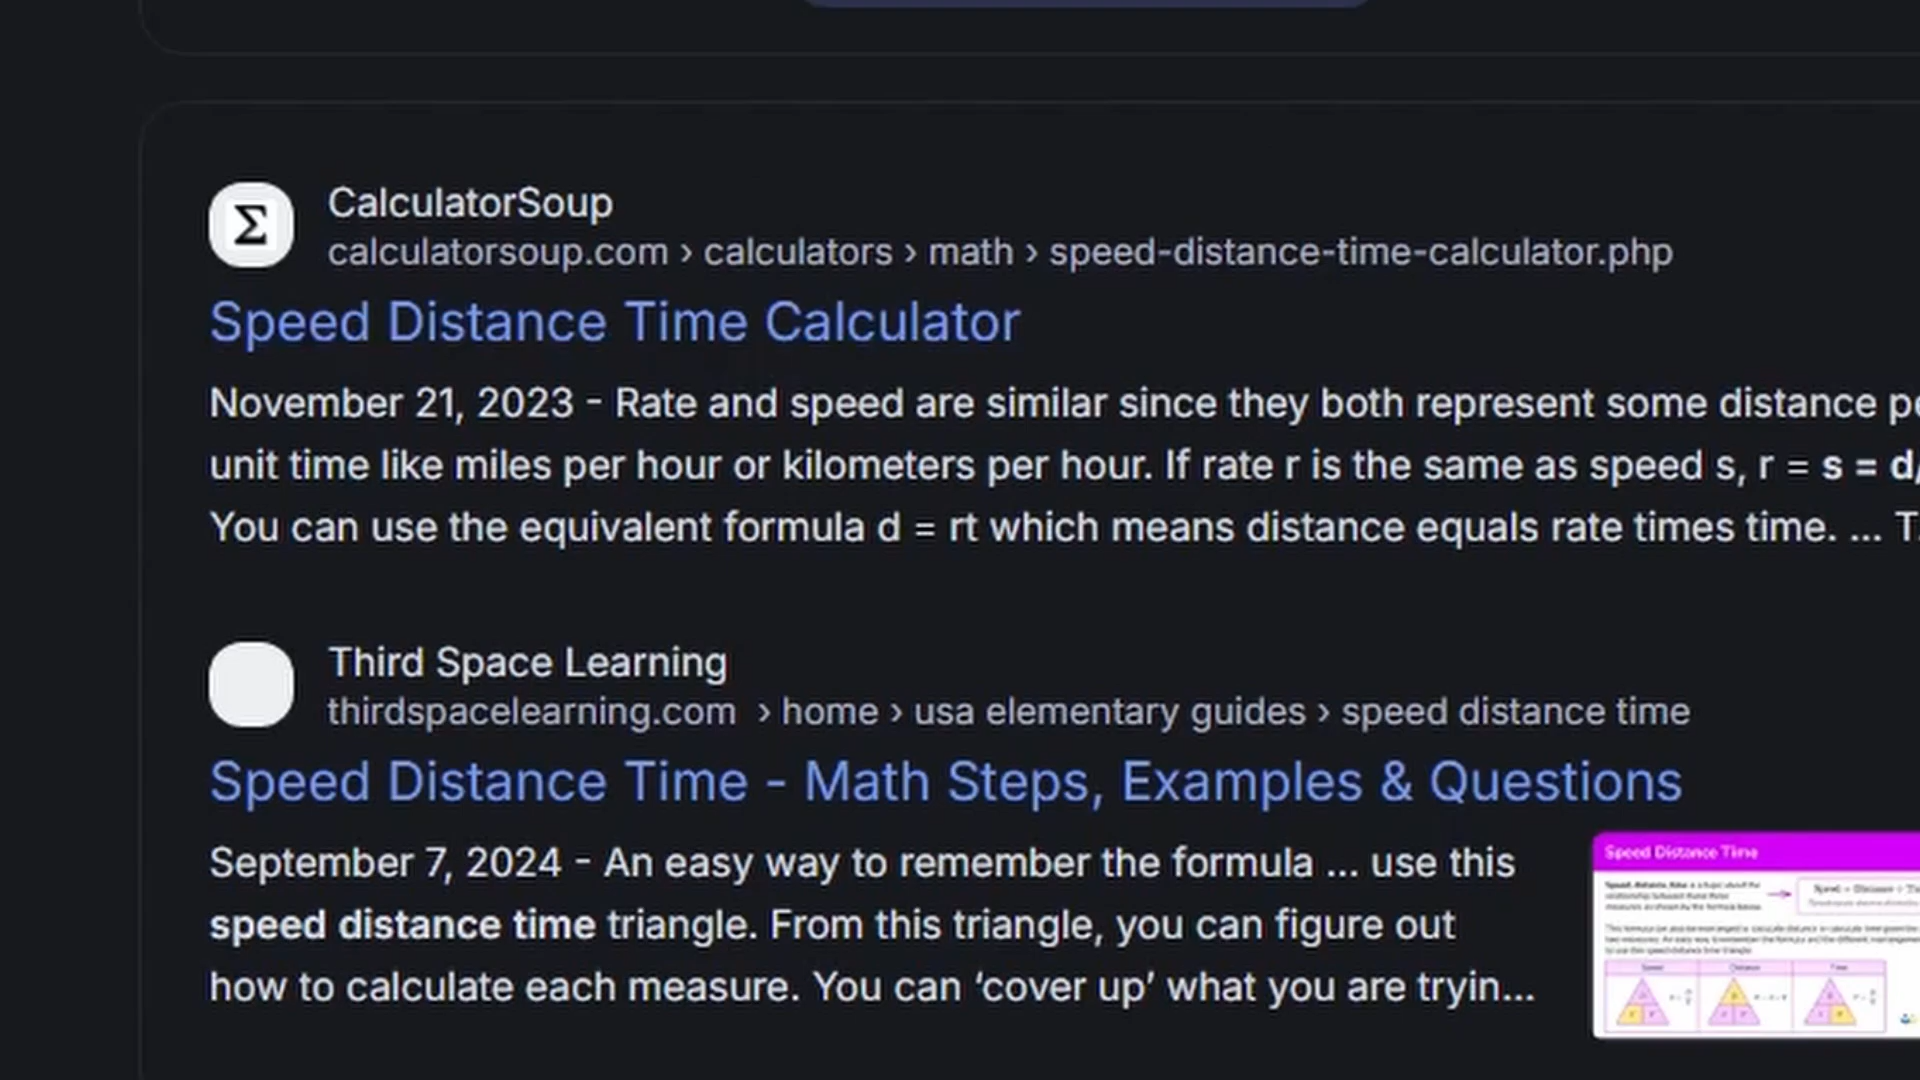 CalculatorSoup
calculatorsoup.com › calculators › math › speed-distance-time-calculator.php
Speed Distance Time Calculator
November 21, 2023 - Rate and speed are similar since they both represent some distance
unit time like miles per hour or kilometers per hour. If rate r is the same as speed s, r = s = d/
You can use the equivalent formula d = rt which means distance equals rate times time. ...
Third Space Learning
thirdspacelearning.com › home › usa elementary guides › speed distance time
Speed Distance Time - Math Steps, Examples & Questions
September 7, 2024 - An easy way to remember the formula ... use this
speed distance time triangle. From this triangle, you can figure out
how to calculate each measure. You can ‘cover up’ what you are tryin...
Speed Distance Time